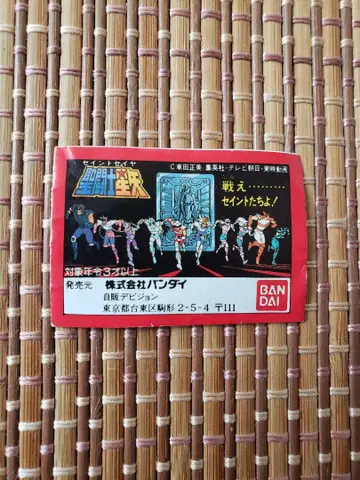 ©車田正美 集英社・テレビ朝日・東映動画
セイントセイヤ
聖闘士星矢
戦え………
セイントたちよ!
対象年令3才以上
発売元 株式会社バンダイ
自販デビジョン
東京都台東区駒形2-5-4 〒111
BAN
DAI